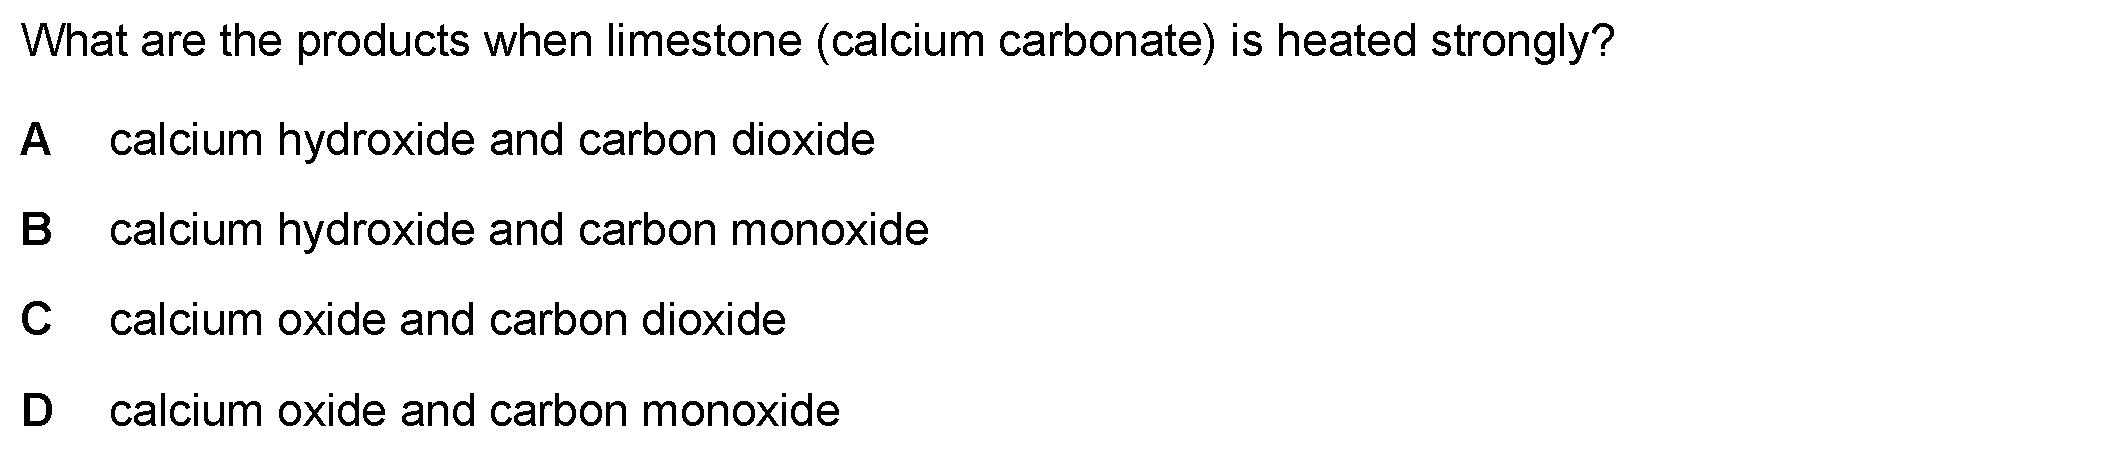 What are the products when limestone (calcium carbonate) is heated strongly?
A calcium hydroxide and carbon dioxide
B calcium hydroxide and carbon monoxide
C calcium oxide and carbon dioxide
D calcium oxide and carbon monoxide